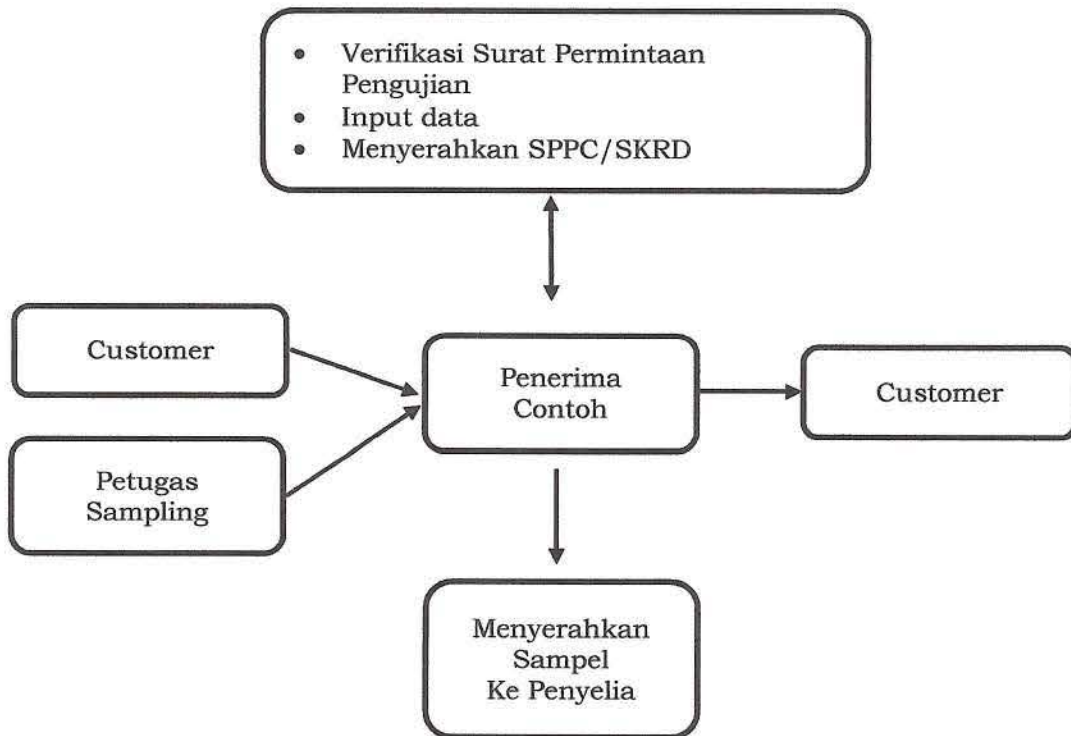 • Verifikasi Surat Permintaan
Pengujian
• Input data
• Menyerahkan SPPC/SKRD
Customer
Petugas
Sampling
Penerima
Contoh
Customer
Menyerahkan
Sampel
Ke Penyelia